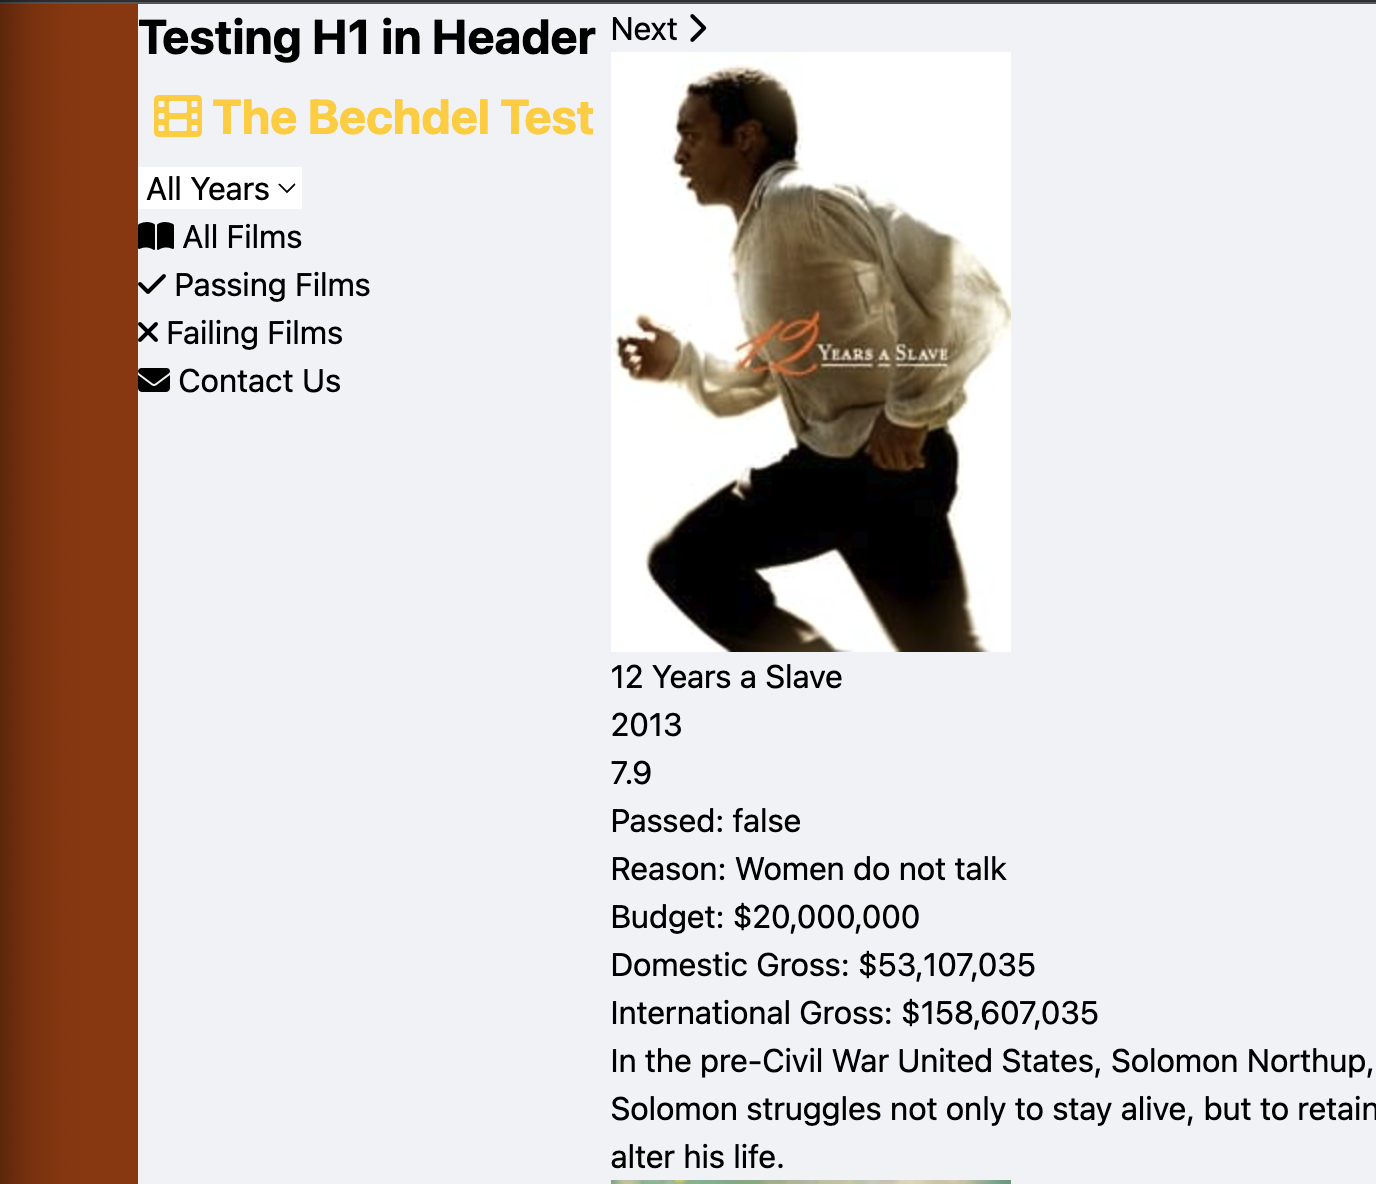 Testing H1 in Header
The Bechdel Test
All Years
All Films
Passing Films
Failing Films
Contact Us
Next
12 YEARS A SLAVE
12 Years a Slave
2013
7.9
Passed: false
Reason: Women do not talk
Budget: $20,000,000
Domestic Gross: $53,107,035
International Gross: $158,607,035
In the pre-Civil War United States, Solomon Northup,
Solomon struggles not only to stay alive, but to retain
alter his life.